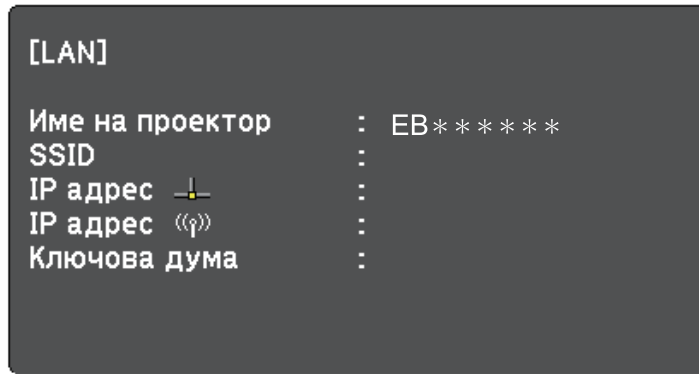 [LAN]
Име на проектор : EB******
SSID :
IP адрес :
IP адрес :
Ключова дума :